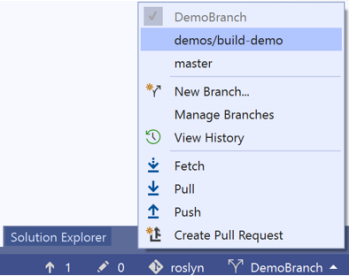 DemoBranch
demos/build-demo
master
New Branch...
Manage Branches
View History
Fetch
Pull
Push
Create Pull Request
Solution Explorer
1 0 roslyn DemoBranch